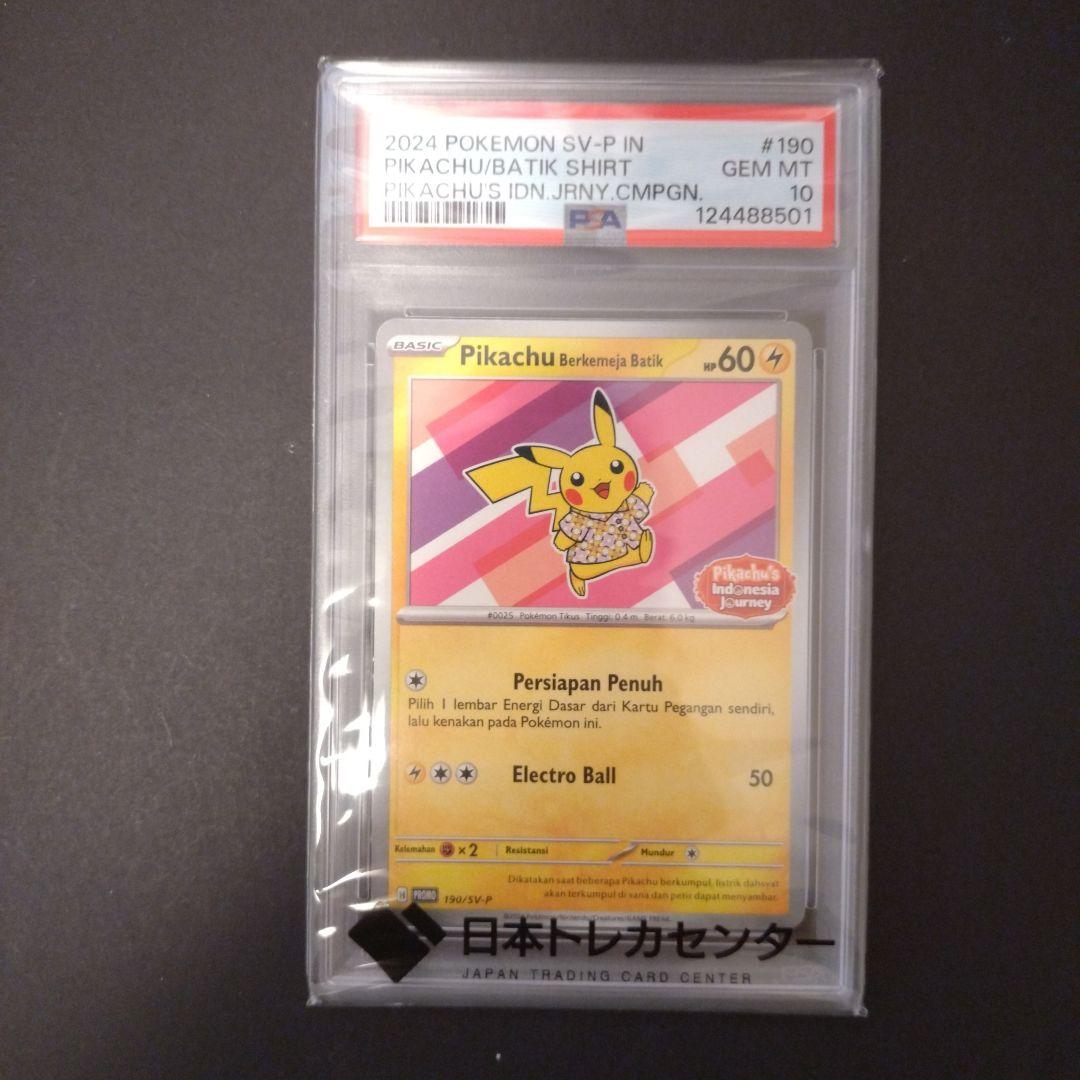 2024 POKEMON SV-P IN #190
PIKACHU/BATIK SHIRT GEM MT
PIKACHU'S IDN.JRNY.CMPGN. 10
PSA 124488501
BASIC Pikachu Berkemeja Batik HP 60
Pikachu's
Indonesia
Journey
#0025 Pokémon Tikus Tinggi: 0.4 m Berat: 6.0 kg
Persiapan Penuh
Pilih 1 lembar Energi Dasar dari Kartu Pegangan sendiri,
lalu kenakan pada Pokémon ini.
Electro Ball 50
Kelemahan ×2 Resistansi Mundur
Dikatakan saat beberapa Pikachu berkumpul, listrik dahsyat
akan terkumpul di sana dan petir dapat menyambar.
H PROMO 190/SV-P
日本トレカセンター
JAPAN TRADING CARD CENTER